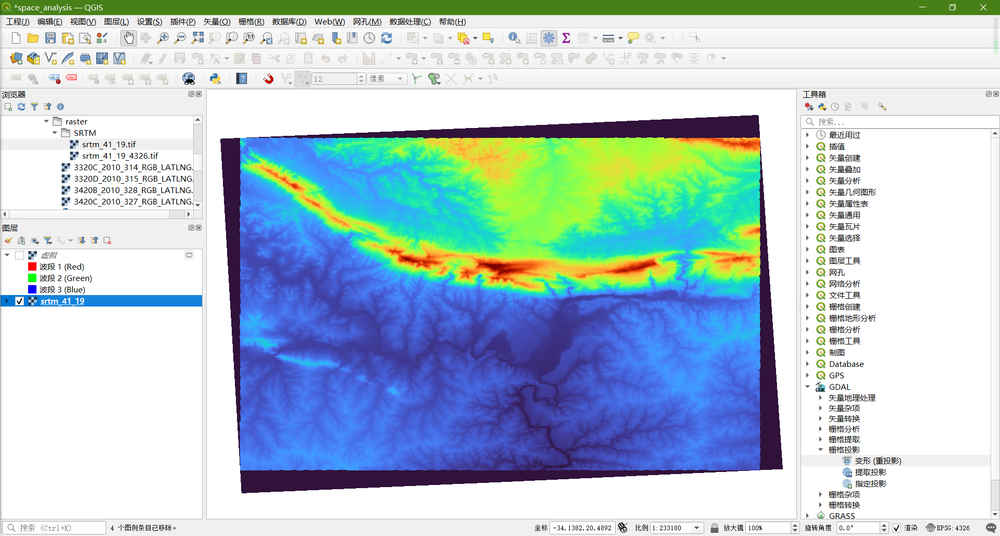 *space_analysis — QGIS
工程(J) 编辑(E) 视图(V) 图层(L) 设置(S) 插件(P) 矢量(O) 栅格(R) 数据库(D) Web(W) 网孔(M) 数据处理(C) 帮助(H)
12 像素
浏览器
raster
SRTM
srtm_41_19.tif
srtm_41_19_4326.tif
3320C_2010_314_RGB_LATLNG.
3320D_2010_315_RGB_LATLNG.
3420B_2010_328_RGB_LATLNG.
3420C_2010_327_RGB_LATLNG.
图层
虚拟
波段 1 (Red)
波段 2 (Green)
波段 3 (Blue)
srtm_41_19
工具箱
搜索...
最近用过
插值
矢量创建
矢量叠加
矢量分析
矢量几何图形
矢量属性表
矢量通用
矢量瓦片
矢量选择
图表
图层工具
网孔
网络分析
文件工具
栅格创建
栅格地形分析
栅格分析
栅格工具
制图
Database
GPS
GDAL
矢量地理处理
矢量杂项
矢量转换
栅格分析
栅格提取
栅格投影
变形 (重投影)
提取投影
指定投影
栅格杂项
栅格转换
GRASS
搜索 (Ctrl+K) 4 个图例条目已移除。 坐标 -34.1382,20.4892 比例 1:233180 放大镜 100% 旋转角度 0.0° 渲染 EPSG:4326